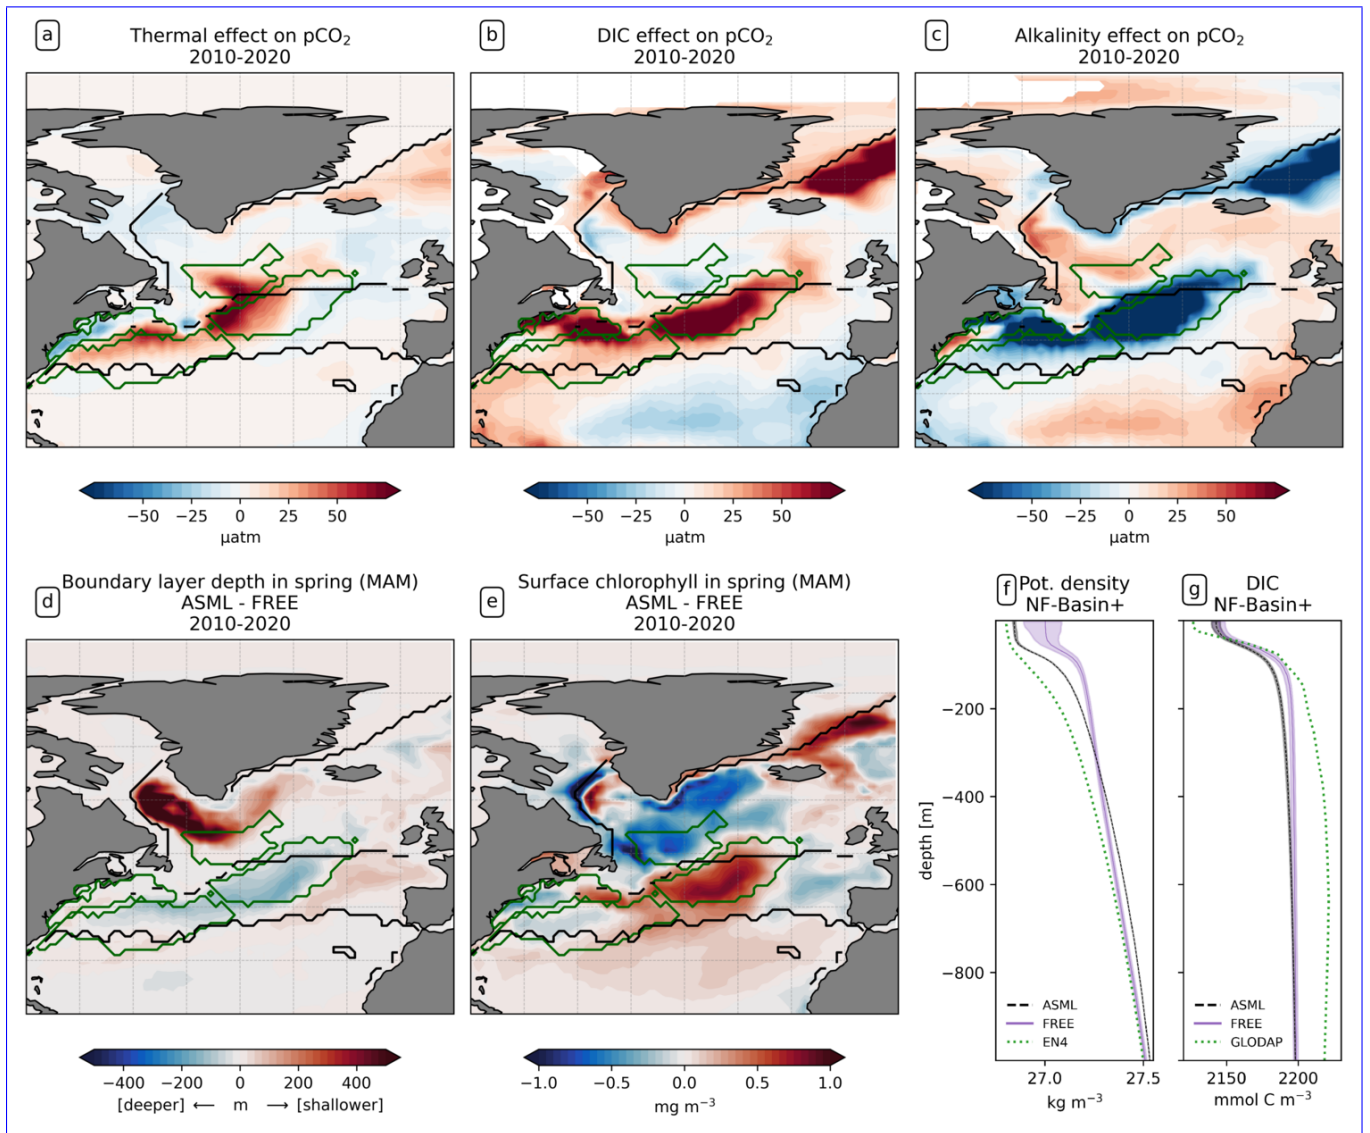 a
Thermal effect on pCO₂
2010-2020
b
DIC effect on pCO₂
2010-2020
c
Alkalinity effect on pCO₂
2010-2020
−50 −25 0 25 50
µatm
−50 −25 0 25 50
µatm
−50 −25 0 25 50
µatm
d
Boundary layer depth in spring (MAM)
ASML - FREE
2010-2020
e
Surface chlorophyll in spring (MAM)
ASML - FREE
2010-2020
f
Pot. density
NF-Basin+
g
DIC
NF-Basin+
−400 −200 0 200 400
[deeper] ⟵ m ⟶ [shallower]
−1.0 −0.5 0.0 0.5 1.0
mg m⁻³
depth [m]
−200
−400
−600
−800
ASML
FREE
EN4
27.0 27.5
kg m⁻³
ASML
FREE
GLODAP
2150 2200
mmol C m⁻³